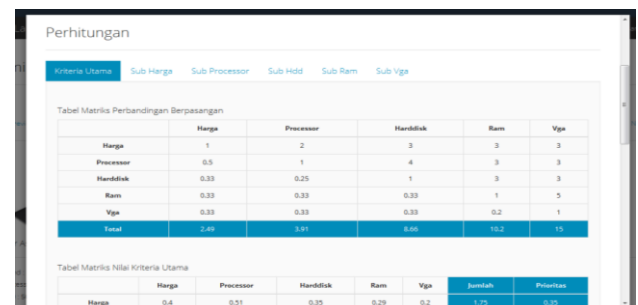 Perhitungan
Kriteria Utama Sub Harga Sub Processor Sub Hdd Sub Ram Sub Vga
Tabel Matriks Perbandingan Berpasangan
Harga Processor Harddisk Ram Vga
Harga 1 2 3 3 3
Processor 0.5 1 4 3 3
Harddisk 0.33 0.25 1 3 3
Ram 0.33 0.33 0.33 1 5
Vga 0.33 0.33 0.33 0.2 1
Total 2.49 3.91 8.66 10.2 15
Tabel Matriks Nilai Kriteria Utama
Harga Processor Harddisk Ram Vga Jumlah Prioritas
Harga 0.4 0.51 0.35 0.29 0.2 1.75 0.35